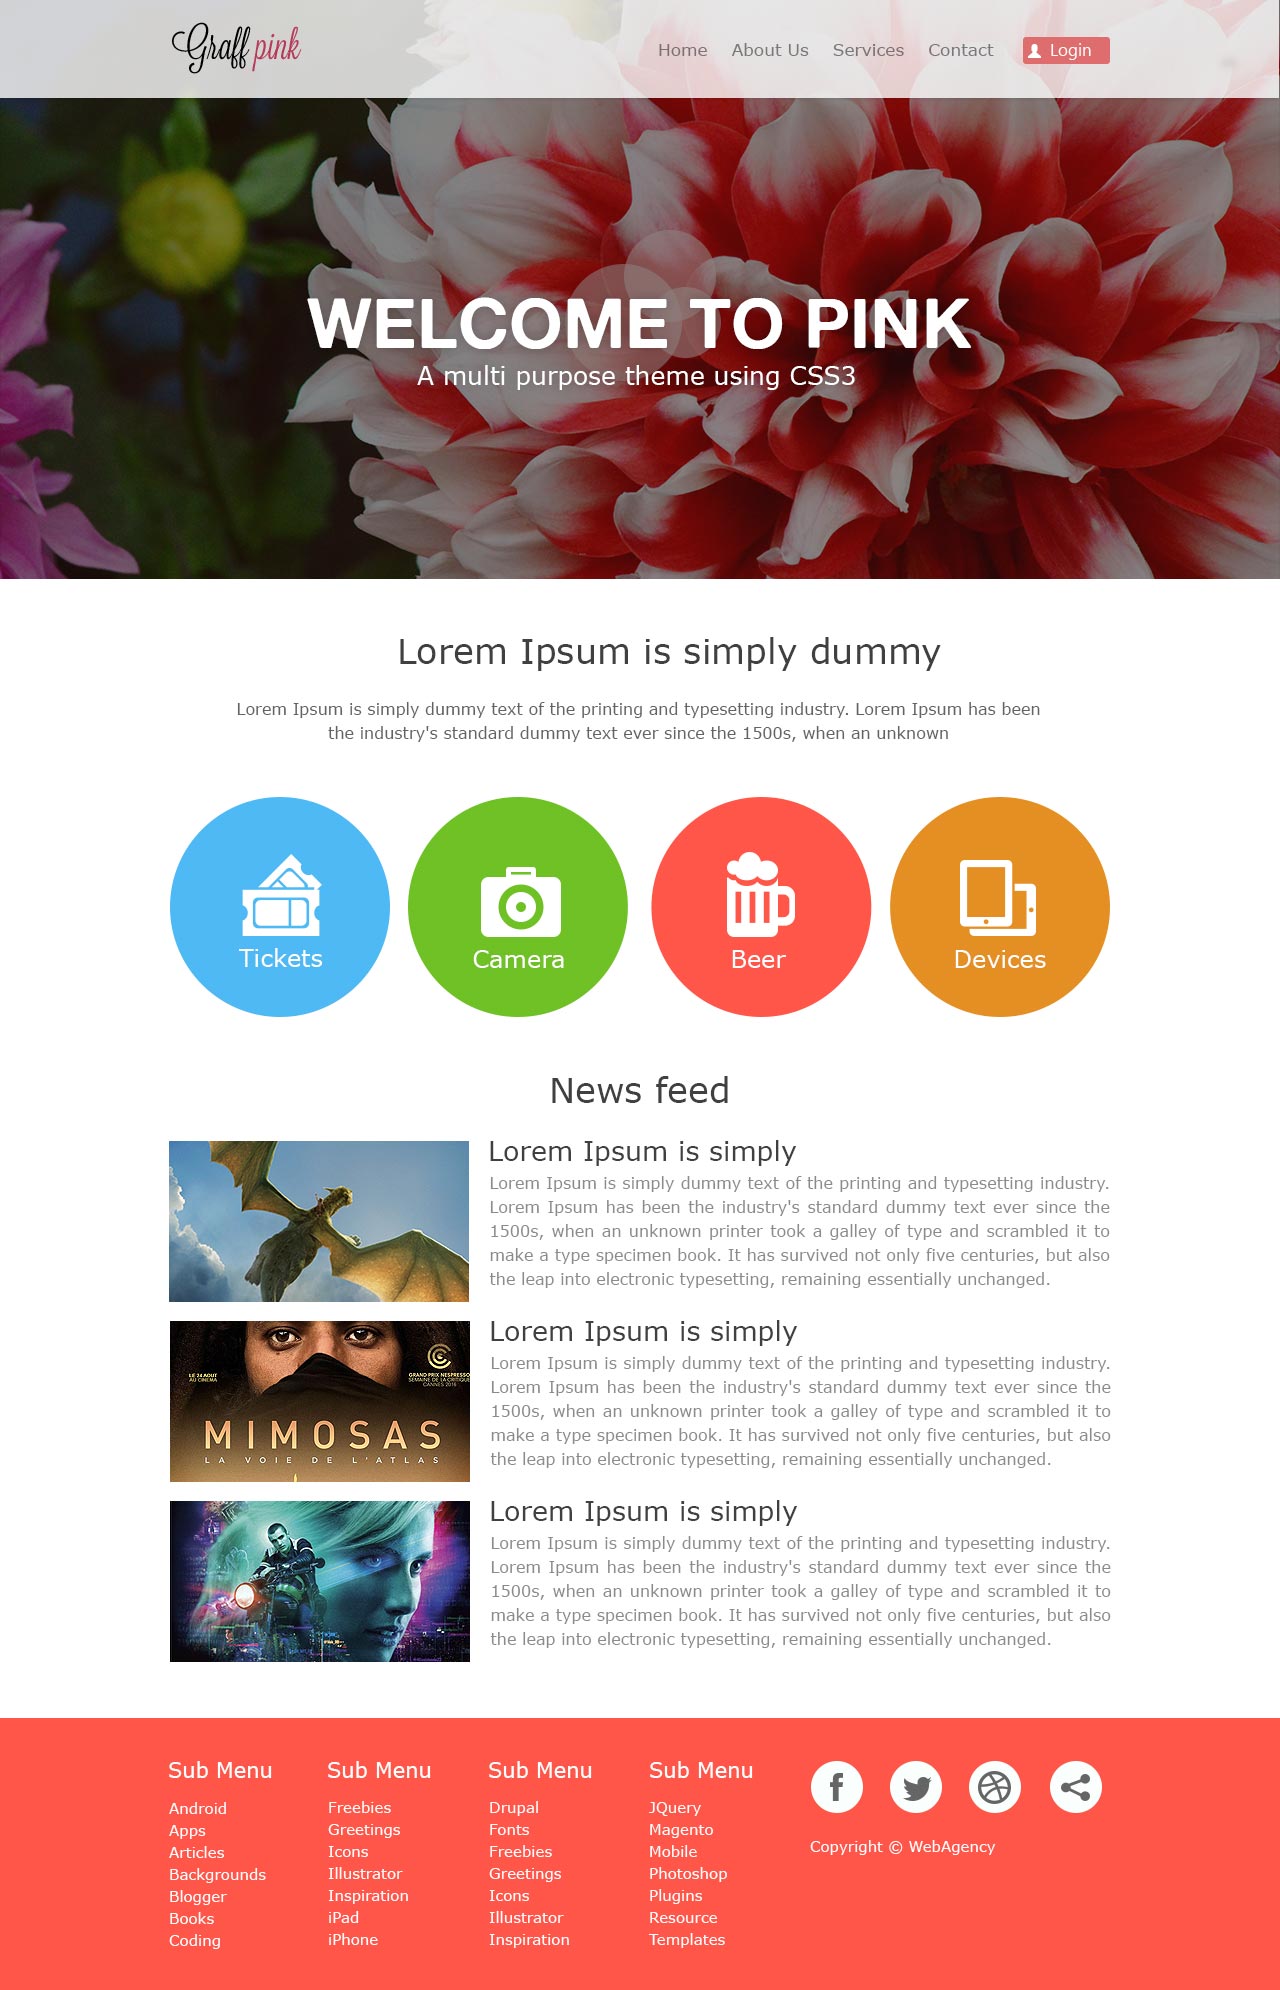 Graff pink
Home About Us Services Contact Login
WELCOME TO PINK
A multi purpose theme using CSS3
Lorem Ipsum is simply dummy
Lorem Ipsum is simply dummy text of the printing and typesetting industry. Lorem Ipsum has been
the industry's standard dummy text ever since the 1500s, when an unknown
Tickets
Camera
Beer
Devices
News feed
Lorem Ipsum is simply
Lorem Ipsum is simply dummy text of the printing and typesetting industry.
Lorem Ipsum has been the industry's standard dummy text ever since the
1500s, when an unknown printer took a galley of type and scrambled it to
make a type specimen book. It has survived not only five centuries, but also
the leap into electronic typesetting, remaining essentially unchanged.
LE 24 AOUT
AU CINEMA
GRAND PRIX NESPRESSO
SEMAINE DE LA CRITIQUE
CANNES 2016
MIMOSAS
LA VOIE DE L'ATLAS
Lorem Ipsum is simply
Lorem Ipsum is simply dummy text of the printing and typesetting industry.
Lorem Ipsum has been the industry's standard dummy text ever since the
1500s, when an unknown printer took a galley of type and scrambled it to
make a type specimen book. It has survived not only five centuries, but also
the leap into electronic typesetting, remaining essentially unchanged.
Lorem Ipsum is simply
Lorem Ipsum is simply dummy text of the printing and typesetting industry.
Lorem Ipsum has been the industry's standard dummy text ever since the
1500s, when an unknown printer took a galley of type and scrambled it to
make a type specimen book. It has survived not only five centuries, but also
the leap into electronic typesetting, remaining essentially unchanged.
Sub Menu
Android
Apps
Articles
Backgrounds
Blogger
Books
Coding
Sub Menu
Freebies
Greetings
Icons
Illustrator
Inspiration
iPad
iPhone
Sub Menu
Drupal
Fonts
Freebies
Greetings
Icons
Illustrator
Inspiration
Sub Menu
JQuery
Magento
Mobile
Photoshop
Plugins
Resource
Templates
Copyright © WebAgency